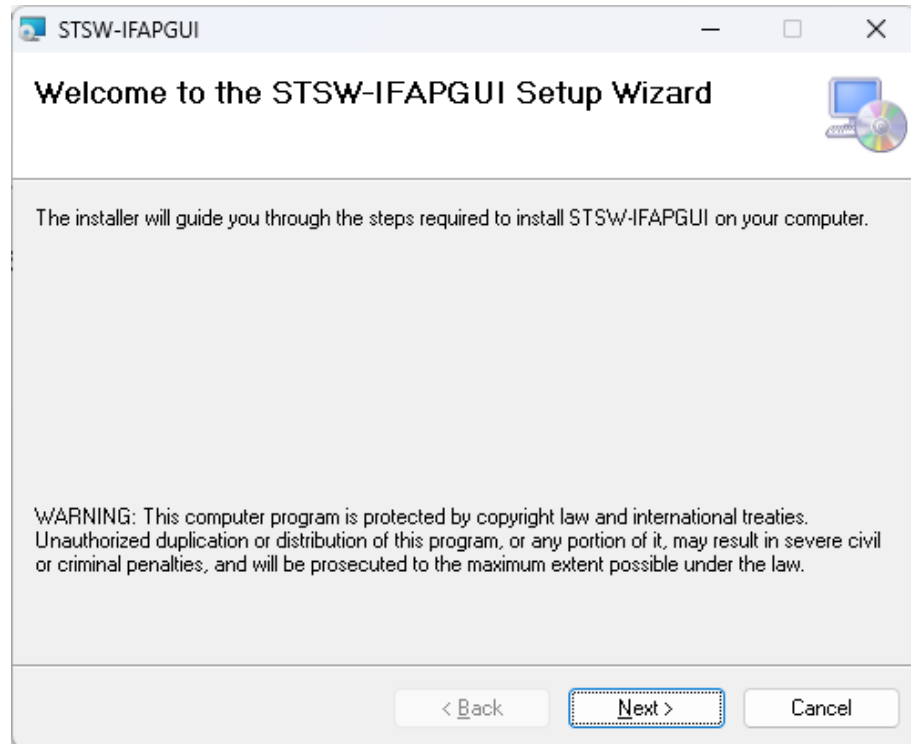 STSW-IFAPGUI
Welcome to the STSW-IFAPGUI Setup Wizard
The installer will guide you through the steps required to install STSW-IFAPGUI on your computer.
WARNING: This computer program is protected by copyright law and international treaties.
Unauthorized duplication or distribution of this program, or any portion of it, may result in severe civil
or criminal penalties, and will be prosecuted to the maximum extent possible under the law.
< Back
Next >
Cancel